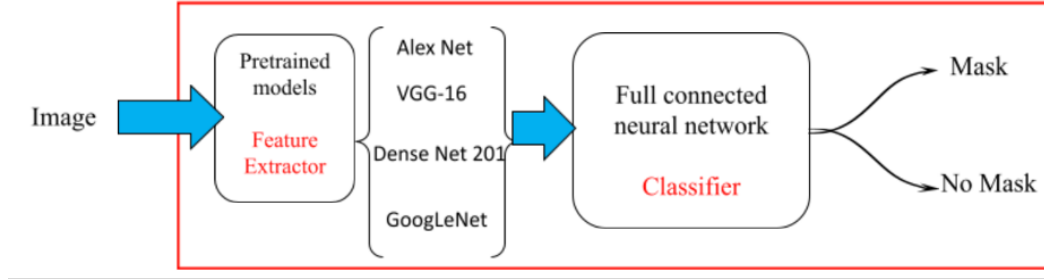 Image
Pretrained
models
Feature
Extractor
Alex Net
VGG-16
Dense Net 201
GoogLeNet
Full connected
neural network
Classifier
Mask
No Mask